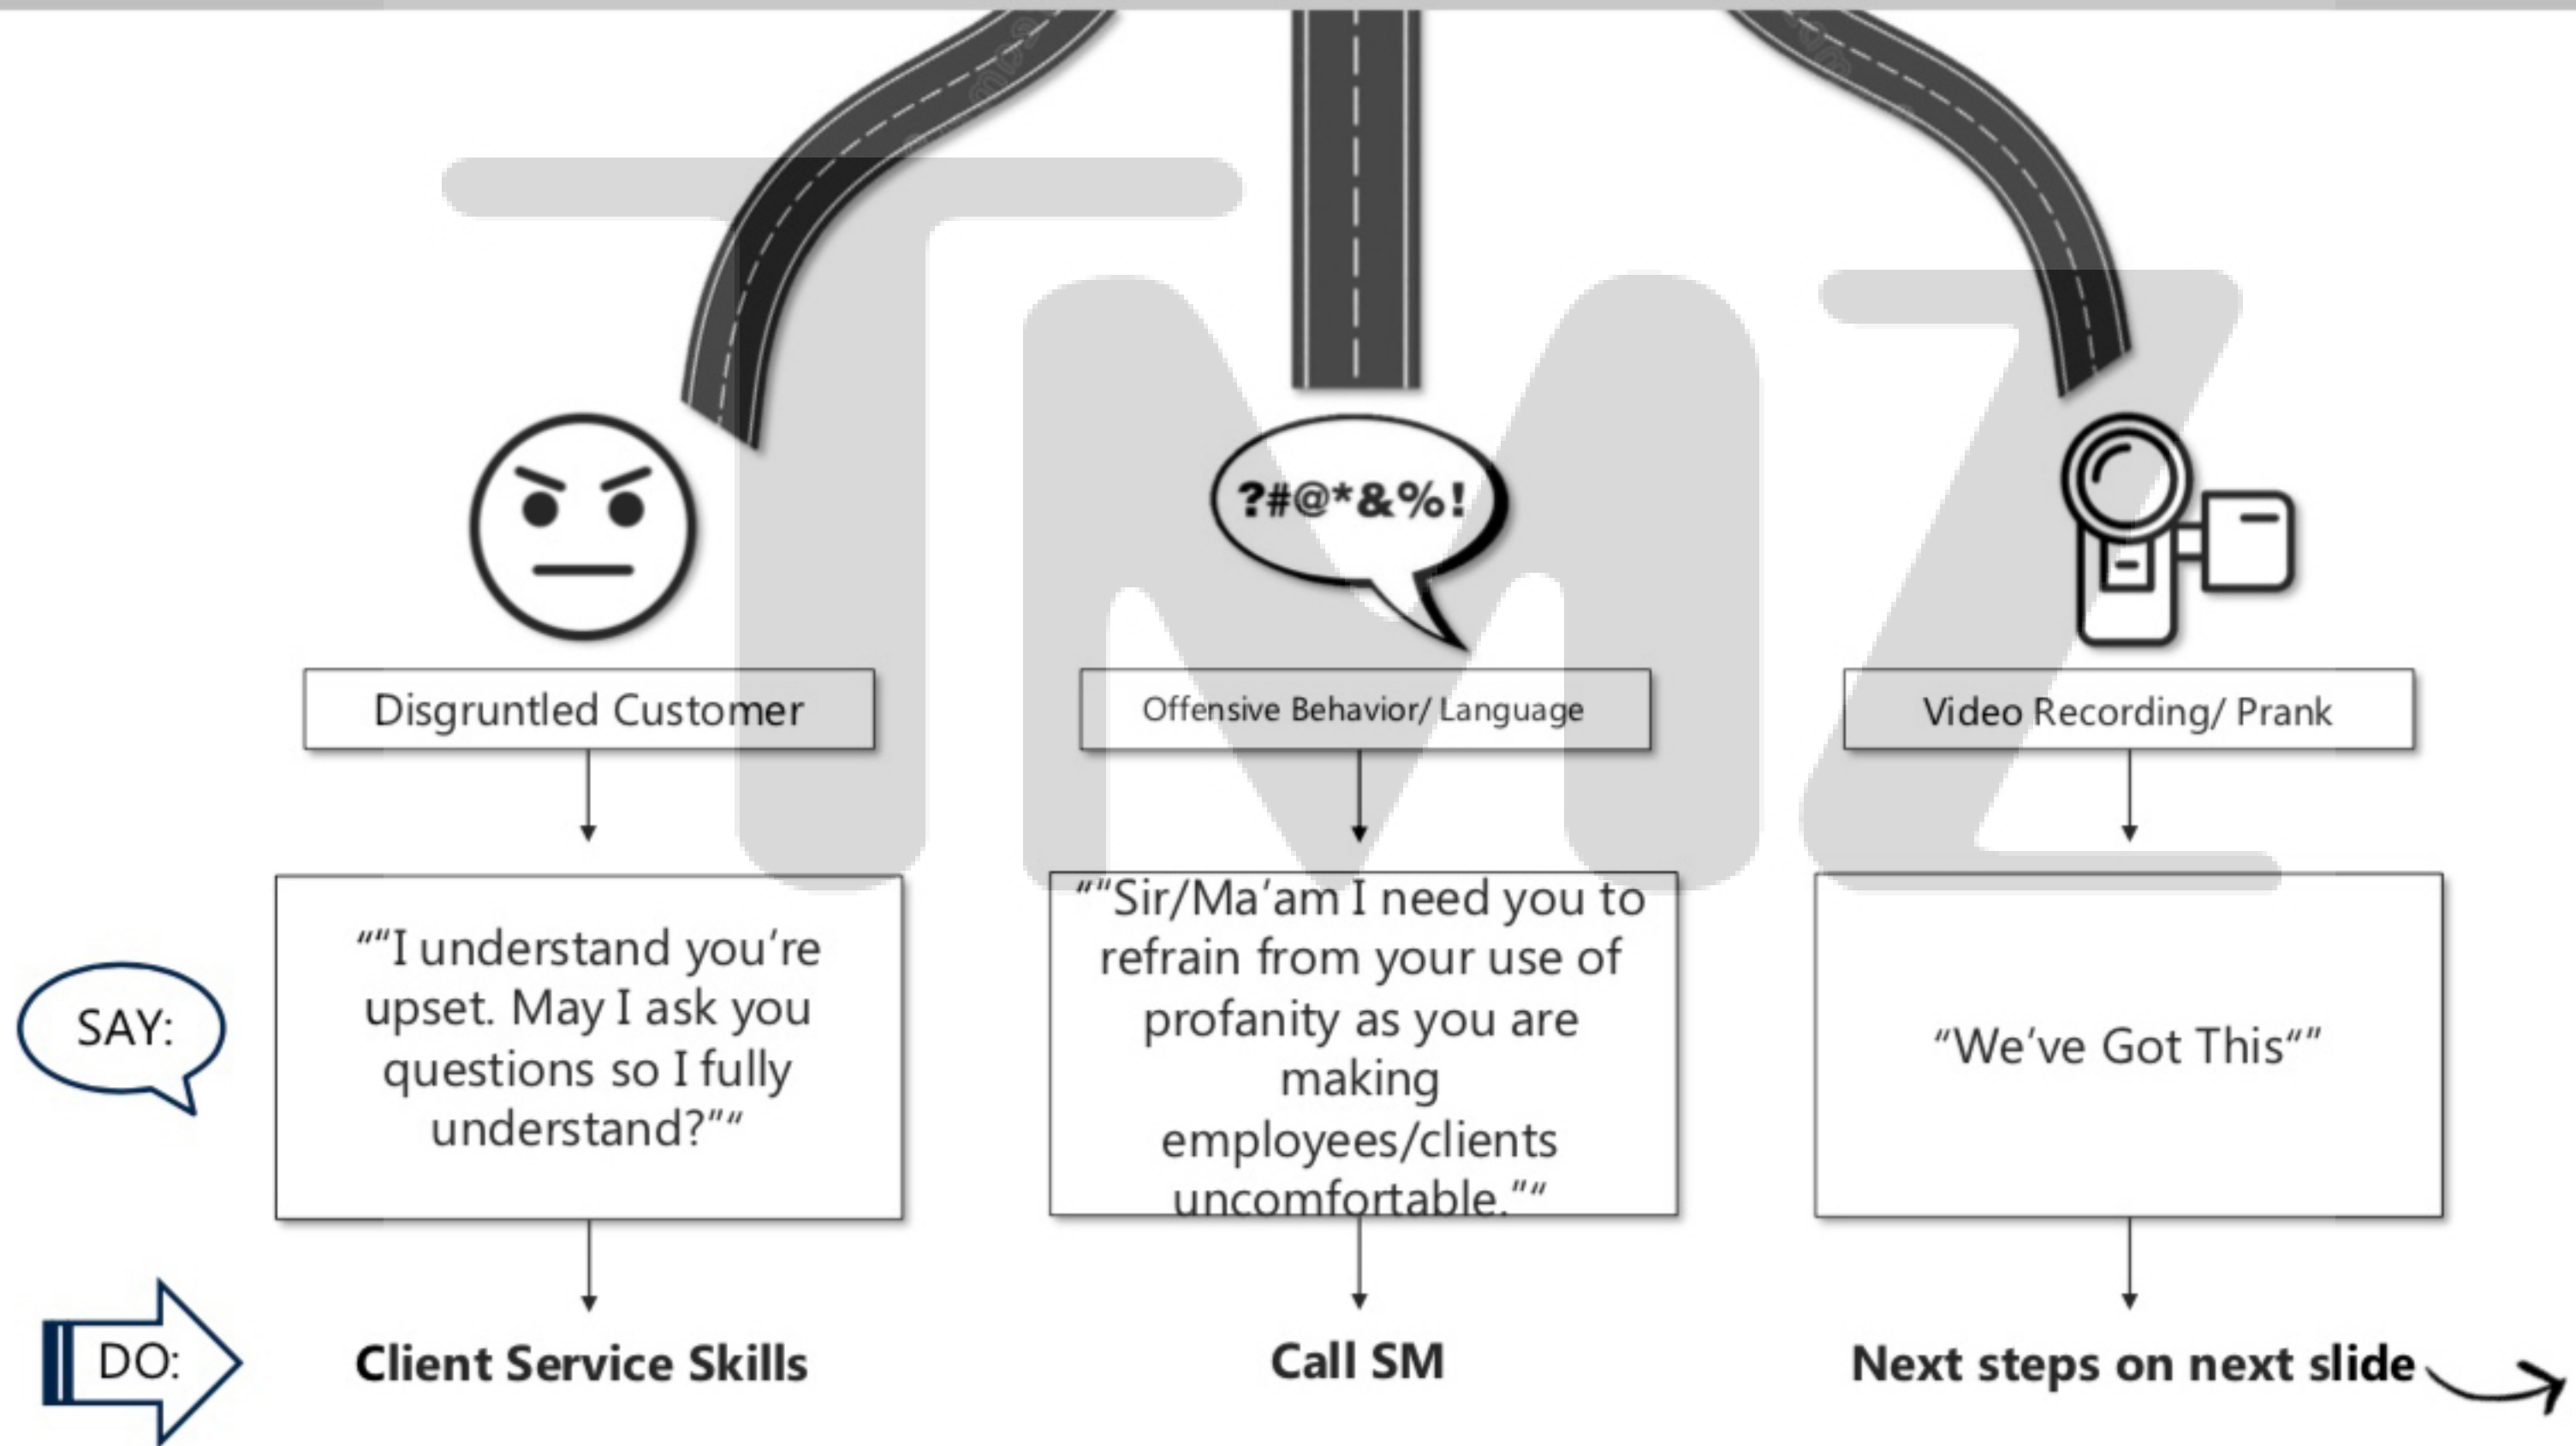 TMZ
?#@*&%!
Disgruntled Customer
Offensive Behavior/ Language
Video Recording/ Prank
SAY:
““I understand you’re
upset. May I ask you
questions so I fully
understand?”“
“"Sir/Ma’am I need you to
refrain from your use of
profanity as you are
making
employees/clients
uncomfortable.”“
“We’ve Got This“”
DO:
Client Service Skills
Call SM
Next steps on next slide